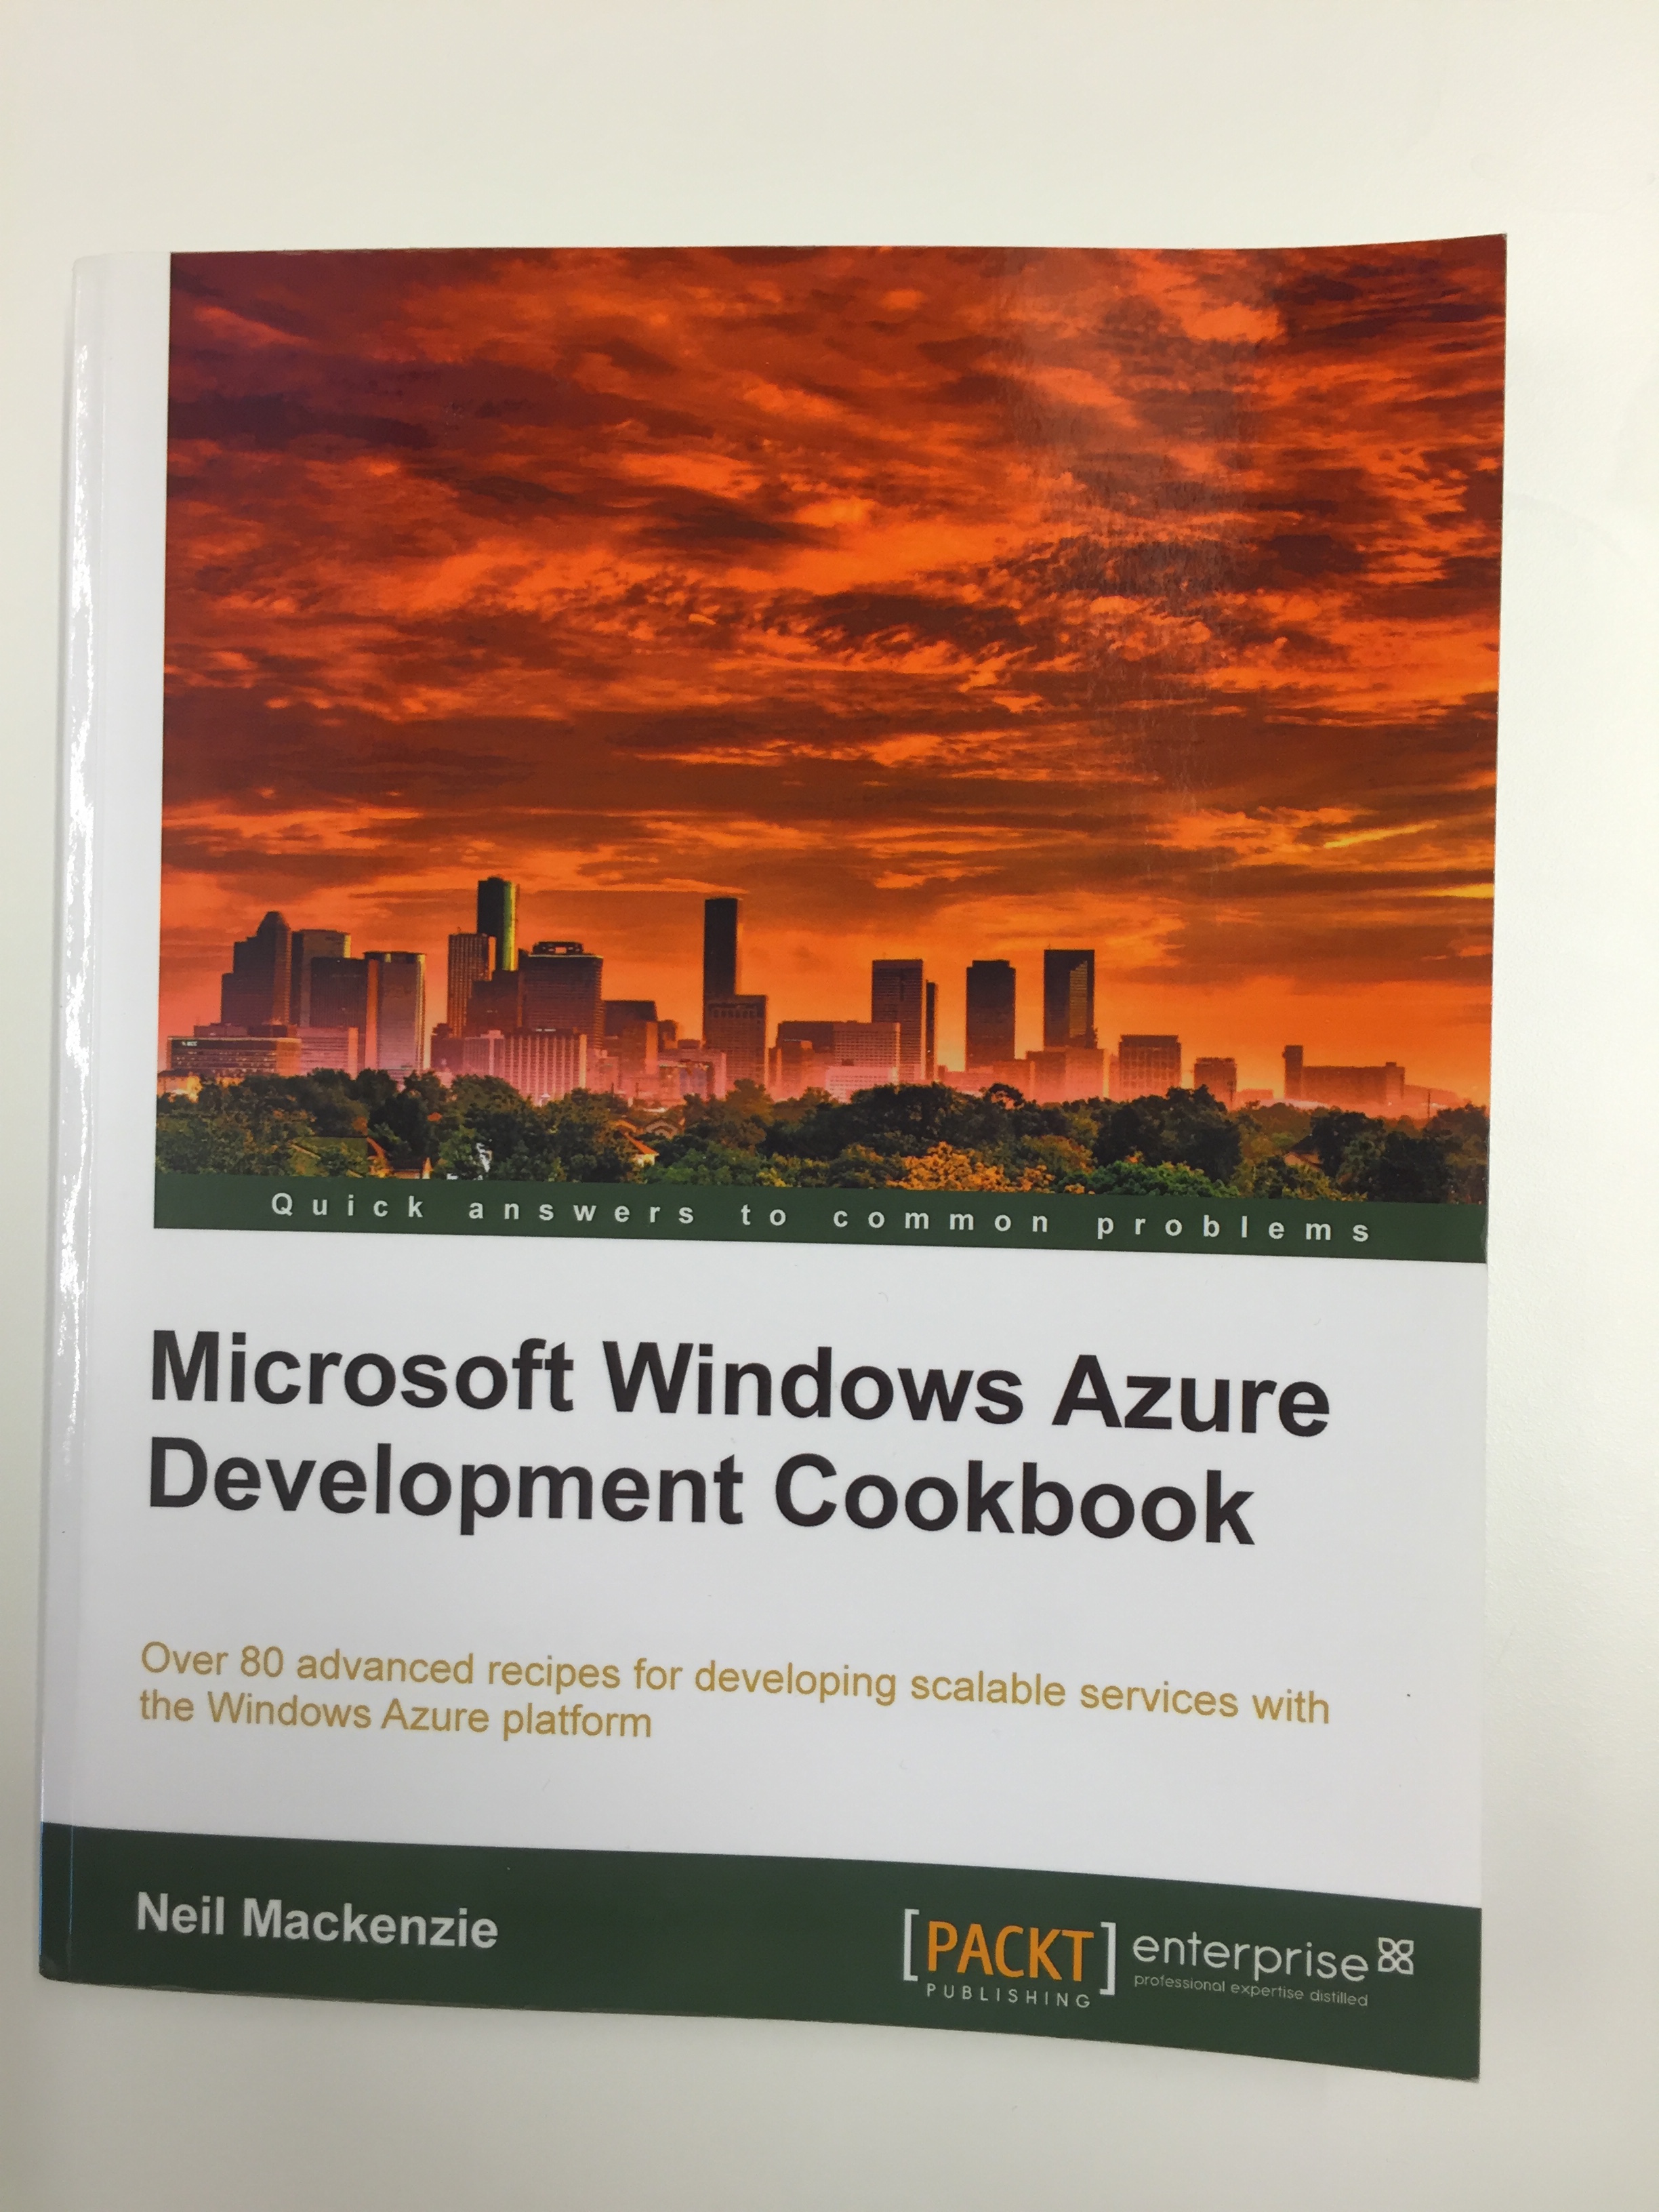 Quick answers to common problems
Microsoft Windows Azure
Development Cookbook
Over 80 advanced recipes for developing scalable services with
the Windows Azure platform
Neil Mackenzie
[PACKT] enterprise
PUBLISHING professional expertise distilled